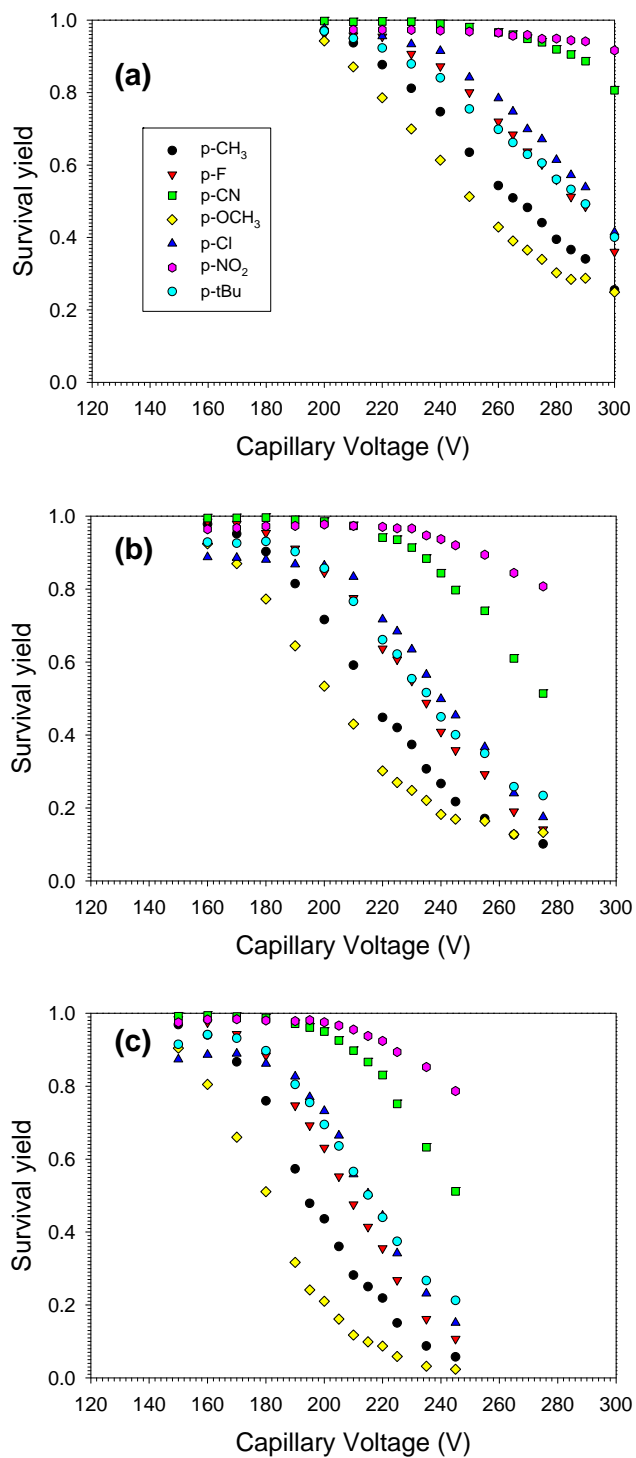 (a)
Survival yield
1.0
0.8
0.6
0.4
0.2
0.0
p-CH₃
p-F
p-CN
p-OCH₃
p-Cl
p-NO₂
p-tBu
120 140 160 180 200 220 240 260 280 300
Capillary Voltage (V)
(b)
Survival yield
1.0
0.8
0.6
0.4
0.2
0.0
120 140 160 180 200 220 240 260 280 300
Capillary Voltage (V)
(c)
Survival yield
1.0
0.8
0.6
0.4
0.2
0.0
120 140 160 180 200 220 240 260 280 300
Capillary Voltage (V)